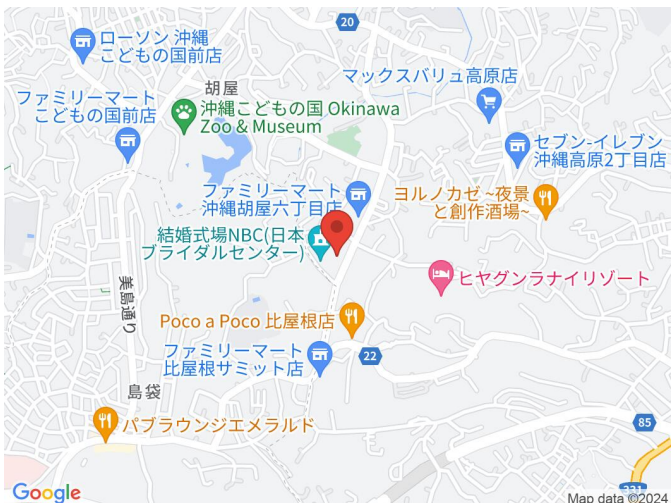 20
ローソン 沖縄
こどもの国前店
胡屋
マックスバリュ高原店
ファミリーマート
こどもの国前店
沖縄こどもの国 Okinawa
Zoo & Museum
セブン-イレブン
沖縄高原2丁目店
ファミリーマート
沖縄胡屋六丁目店
ヨルノカゼ ~夜景
と創作酒場~
結婚式場NBC(日本
ブライダルセンター)
ヒヤグンラナイリゾート
美島通り
Poco a Poco 比屋根店
ファミリーマート
比屋根サミット店
22
島袋
パブラウンジエメラルド
85
Google
Map data ©2024